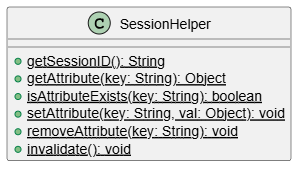 C SessionHelper
getSessionID(): String
getAttribute(key: String): Object
isAttributeExists(key: String): boolean
setAttribute(key: String, val: Object): void
removeAttribute(key: String): void
invalidate(): void